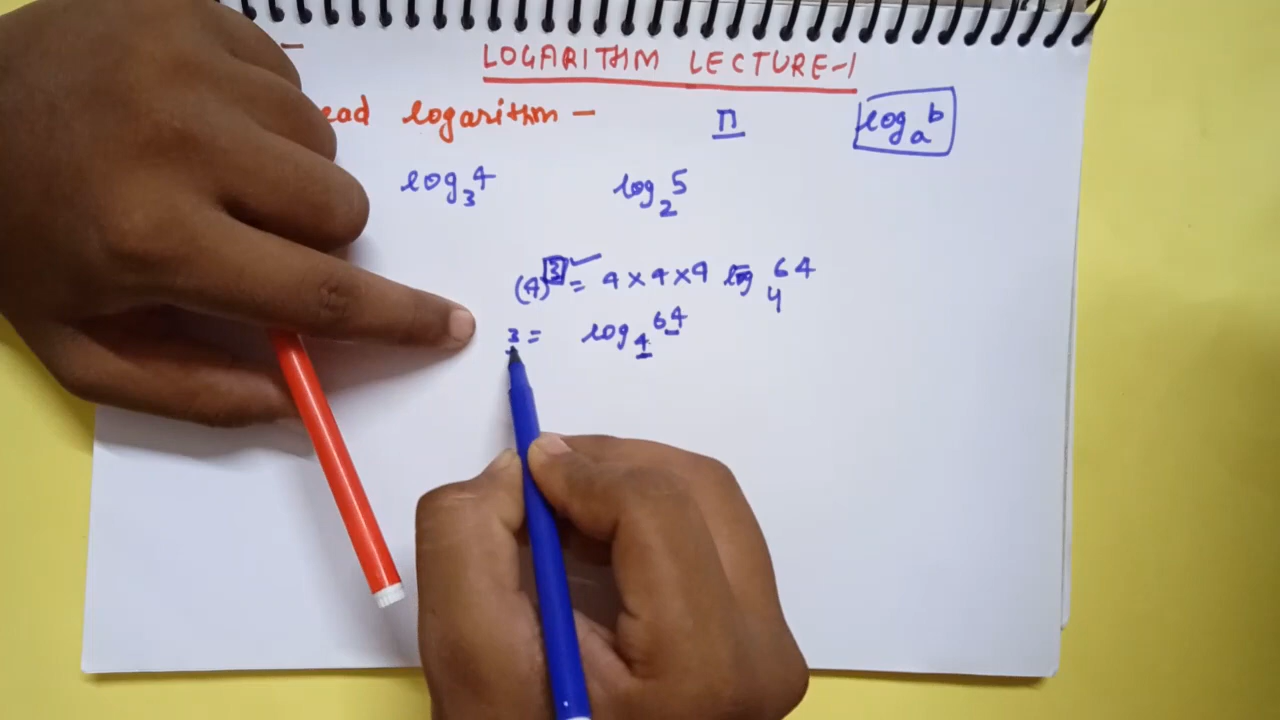 LOGARITHM LECTURE-1
logarithm – π log_a b
log_3 4 log_2 5
(4)^3 = 4×4×4 log_4 64
3 = log_4 64